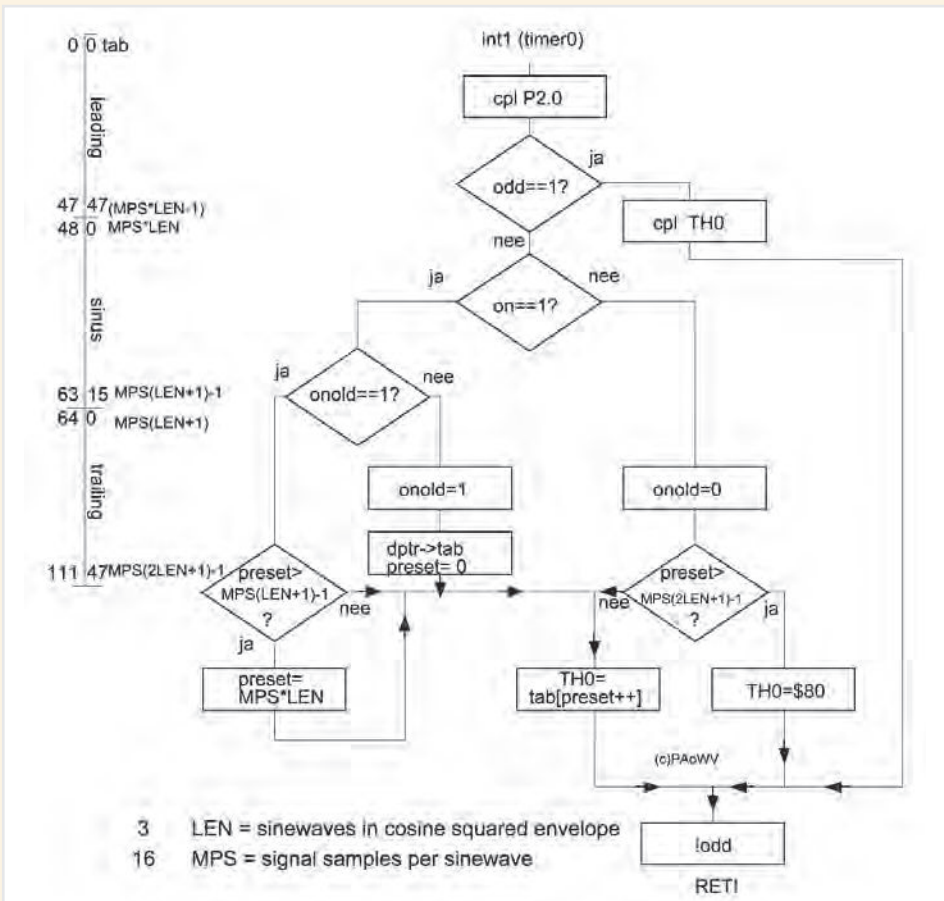 0 0 tab
leading
47 47 (MPS*LEN-1)
48 0 MPS*LEN
sinus
63 15 MPS(LEN+1)-1
64 0 MPS(LEN+1)
trailing
111 47 MPS(2LEN+1)-1
int1 (timer0)
cpl P2.0
odd==1?
ja
nee
cpl TH0
on==1?
ja
nee
onold==1?
ja
nee
onold=1
dptr->tab
preset= 0
onold=0
preset>
MPS(LEN+1)-1
?
nee
ja
preset=
MPS*LEN
preset>
MPS(2LEN+1)-1
?
nee
ja
TH0=
tab[preset++]
TH0=$80
(c)PAoWV
!odd
RETI
3 LEN = sinewaves in cosine squared envelope
16 MPS = signal samples per sinewave